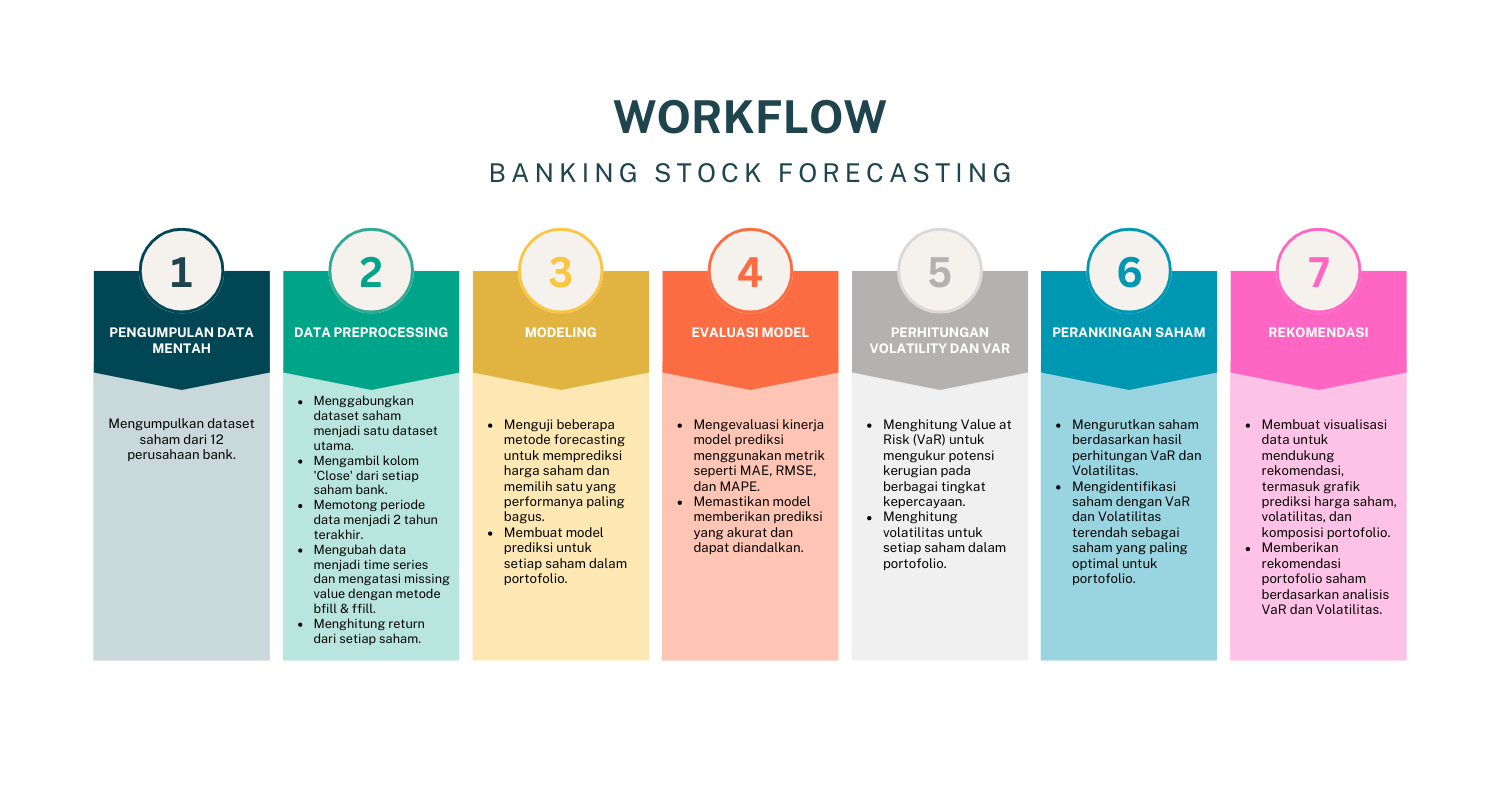 WORKFLOW
BANKING STOCK FORECASTING
1
PENGUMPULAN DATA
MENTAH
Mengumpulkan dataset
saham dari 12
perusahaan bank.
2
DATA PREPROCESSING
• Menggabungkan
dataset saham
menjadi satu dataset
utama.
• Mengambil kolom
'Close' dari setiap
saham bank.
• Memotong periode
data menjadi 2 tahun
terakhir.
• Mengubah data
menjadi time series
dan mengatasi missing
value dengan metode
bfill & ffill.
• Menghitung return
dari setiap saham.
3
MODELING
• Menguji beberapa
metode forecasting
untuk memprediksi
harga saham dan
memilih satu yang
performanya paling
bagus.
• Membuat model
prediksi untuk
setiap saham dalam
portofolio.
4
EVALUASI MODEL
• Mengevaluasi kinerja
model prediksi
menggunakan metrik
seperti MAE, RMSE,
dan MAPE.
• Memastikan model
memberikan prediksi
yang akurat dan
dapat diandalkan.
5
PERHITUNGAN
VOLATILITY DAN VAR
• Menghitung Value at
Risk (VaR) untuk
mengukur potensi
kerugian pada
berbagai tingkat
kepercayaan.
• Menghitung
volatilitas untuk
setiap saham dalam
portofolio.
6
PERANKINGAN SAHAM
• Mengurutkan saham
berdasarkan hasil
perhitungan VaR dan
Volatilitas.
• Mengidentifikasi
saham dengan VaR
dan Volatilitas
terendah sebagai
saham yang paling
optimal untuk
portofolio.
7
REKOMENDASI
• Membuat visualisasi
data untuk
mendukung
rekomendasi,
termasuk grafik
prediksi harga saham,
volatilitas, dan
komposisi portofolio.
• Memberikan
rekomendasi
portofolio saham
berdasarkan analisis
VaR dan Volatilitas.